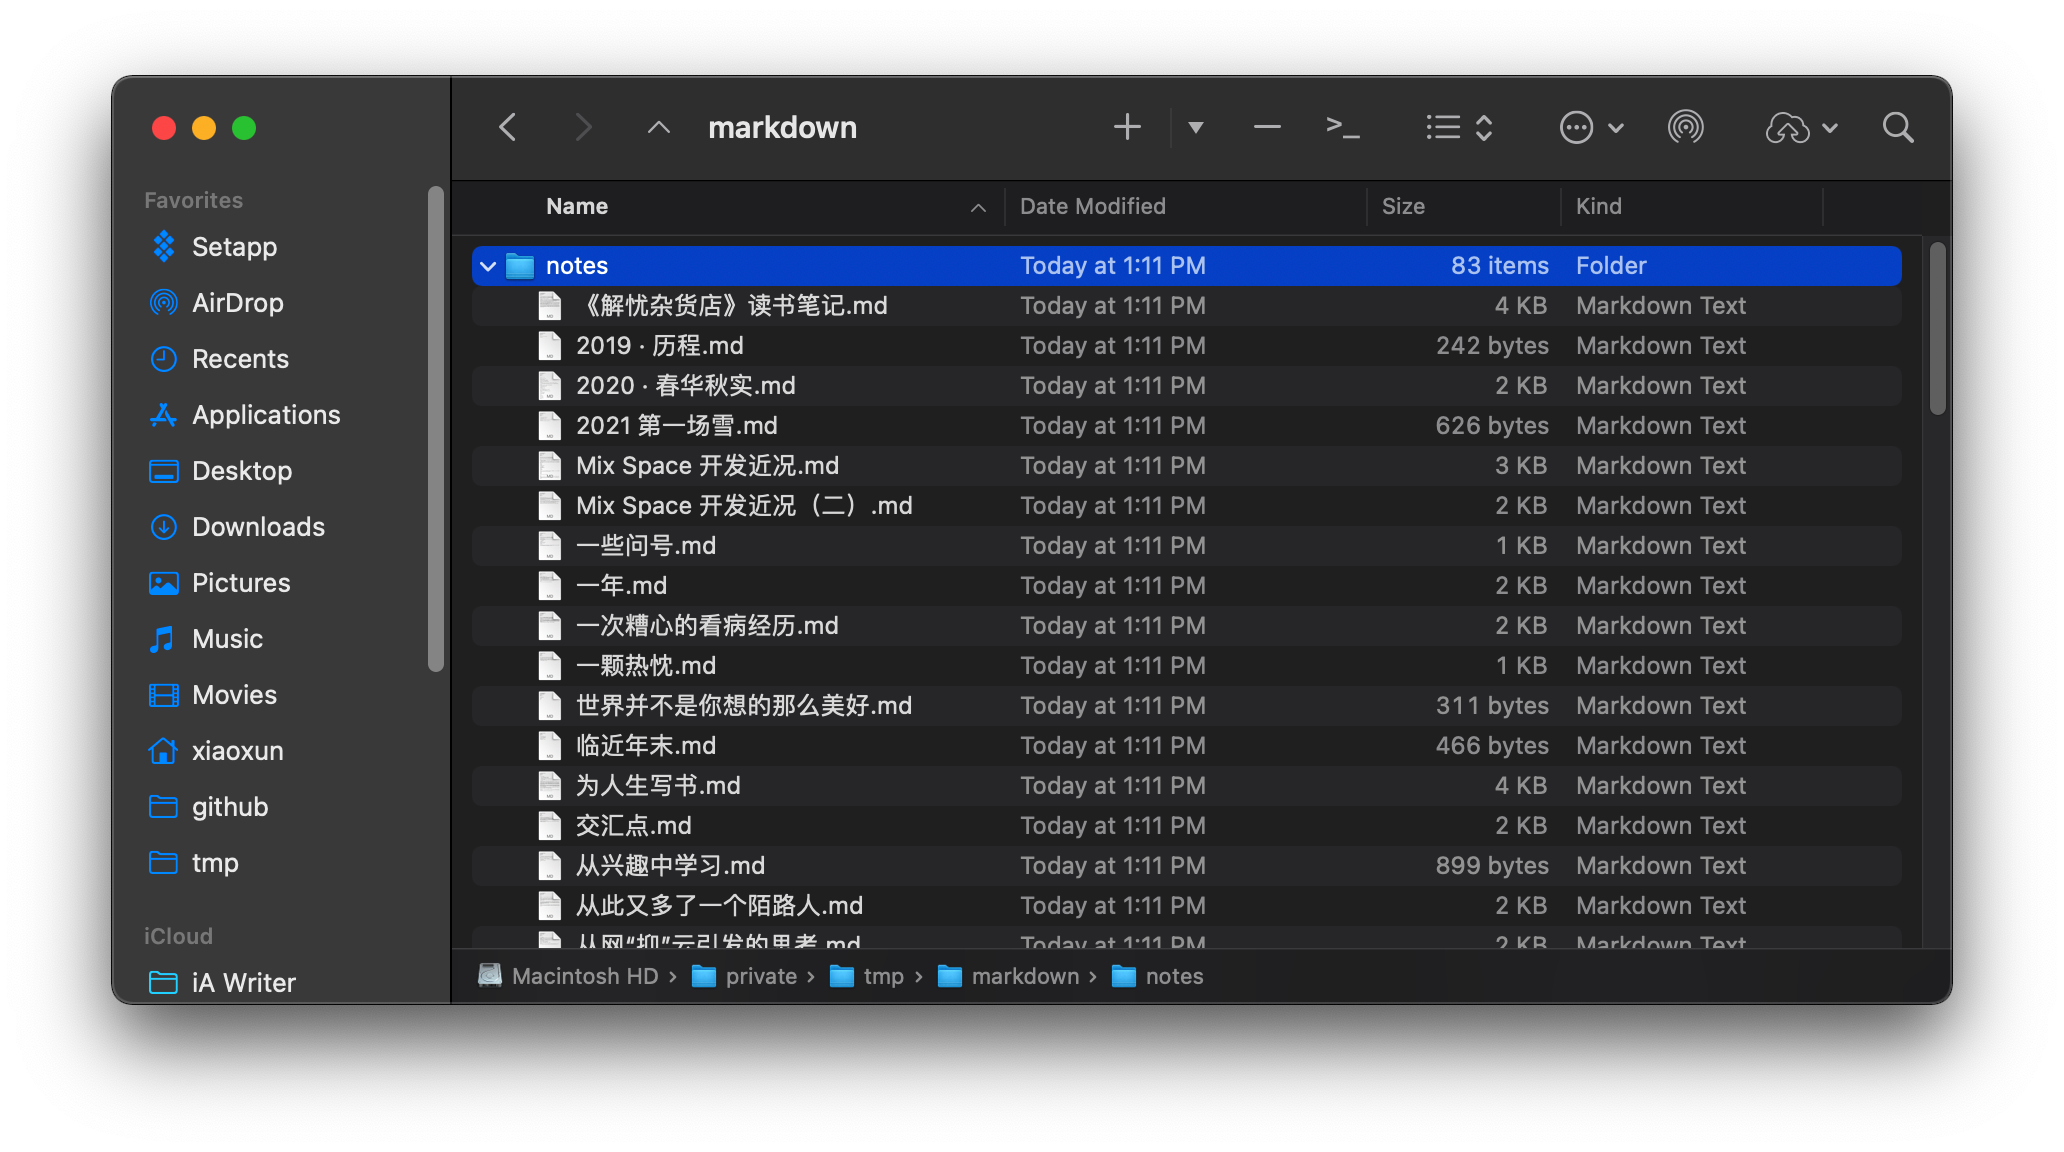 markdown
>_
Favorites
Setapp
AirDrop
Recents
Applications
Desktop
Downloads
Pictures
Music
Movies
xiaoxun
github
tmp
iCloud
iA Writer
Name Date Modified Size Kind
notes Today at 1:11 PM 83 items Folder
《解忧杂货店》读书笔记.md Today at 1:11 PM 4 KB Markdown Text
2019 · 历程.md Today at 1:11 PM 242 bytes Markdown Text
2020 · 春华秋实.md Today at 1:11 PM 2 KB Markdown Text
2021 第一场雪.md Today at 1:11 PM 626 bytes Markdown Text
Mix Space 开发近况.md Today at 1:11 PM 3 KB Markdown Text
Mix Space 开发近况（二）.md Today at 1:11 PM 2 KB Markdown Text
一些问号.md Today at 1:11 PM 1 KB Markdown Text
一年.md Today at 1:11 PM 2 KB Markdown Text
一次糟心的看病经历.md Today at 1:11 PM 2 KB Markdown Text
一颗热忱.md Today at 1:11 PM 1 KB Markdown Text
世界并不是你想的那么美好.md Today at 1:11 PM 311 bytes Markdown Text
临近年末.md Today at 1:11 PM 466 bytes Markdown Text
为人生写书.md Today at 1:11 PM 4 KB Markdown Text
交汇点.md Today at 1:11 PM 2 KB Markdown Text
从兴趣中学习.md Today at 1:11 PM 899 bytes Markdown Text
从此又多了一个陌路人.md Today at 1:11 PM 2 KB Markdown Text
从网“抑”云引发的思考.md Today at 1:11 PM 2 KB Markdown Text
Macintosh HD › private › tmp › markdown › notes